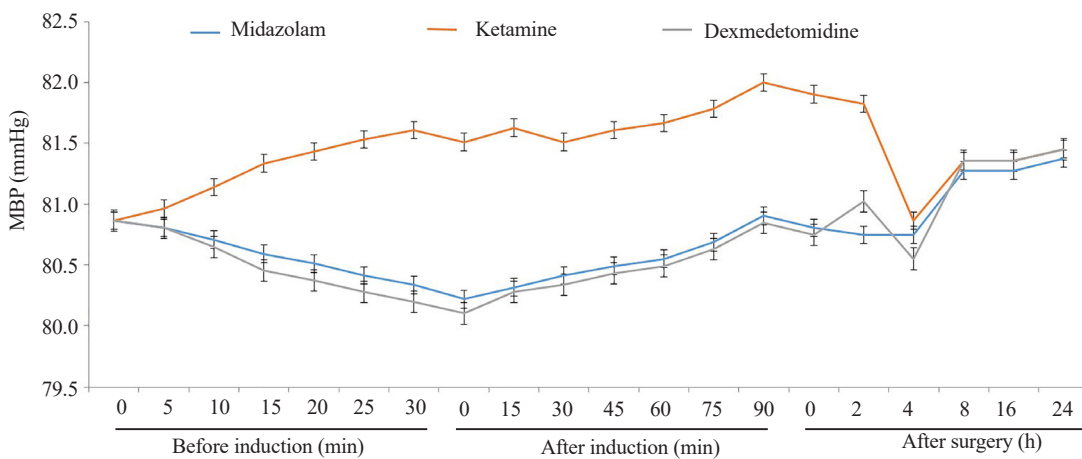 Midazolam Ketamine Dexmedetomidine
MBP (mmHg)
82.5
82.0
81.5
81.0
80.5
80.0
79.5
0 5 10 15 20 25 30 0 15 30 45 60 75 90 0 2 4 8 16 24
Before induction (min) After induction (min) After surgery (h)